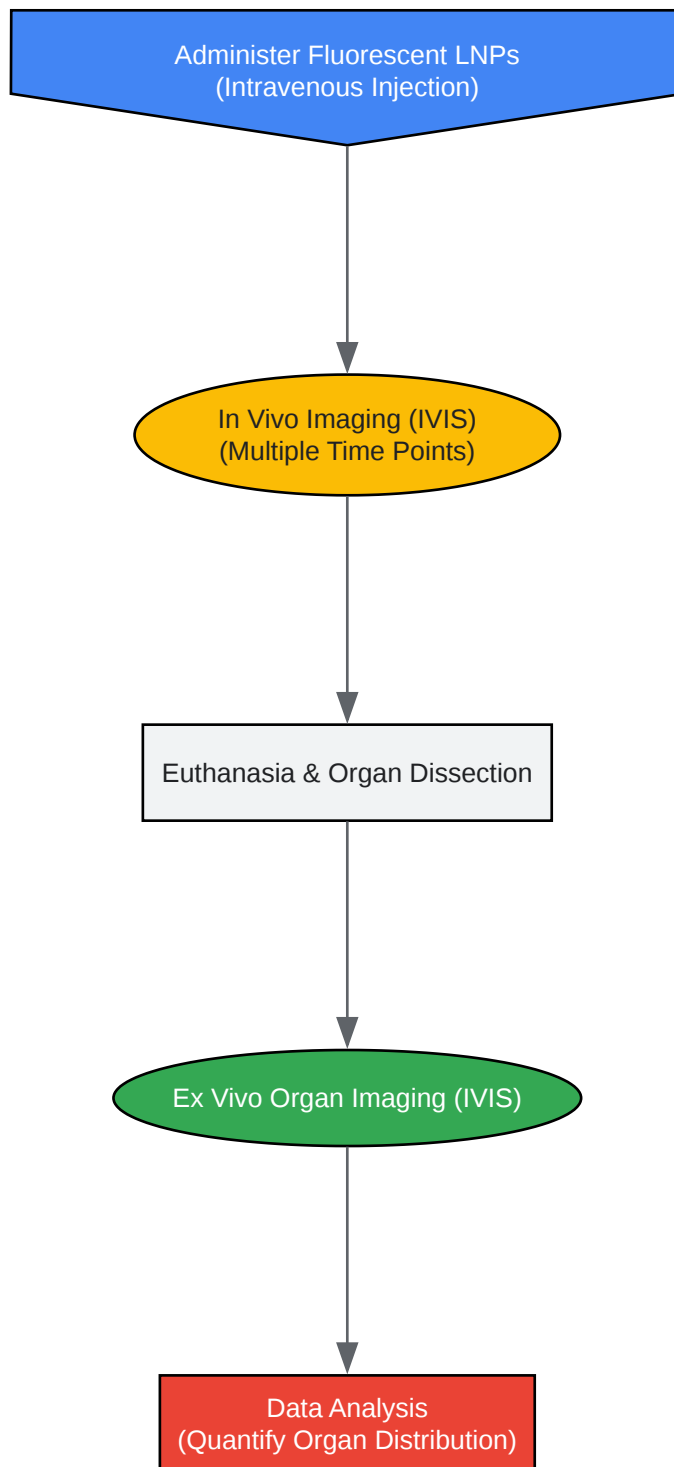 Administer Fluorescent LNPs
(Intravenous Injection)
In Vivo Imaging (IVIS)
(Multiple Time Points)
Euthanasia & Organ Dissection
Ex Vivo Organ Imaging (IVIS)
Data Analysis
(Quantify Organ Distribution)